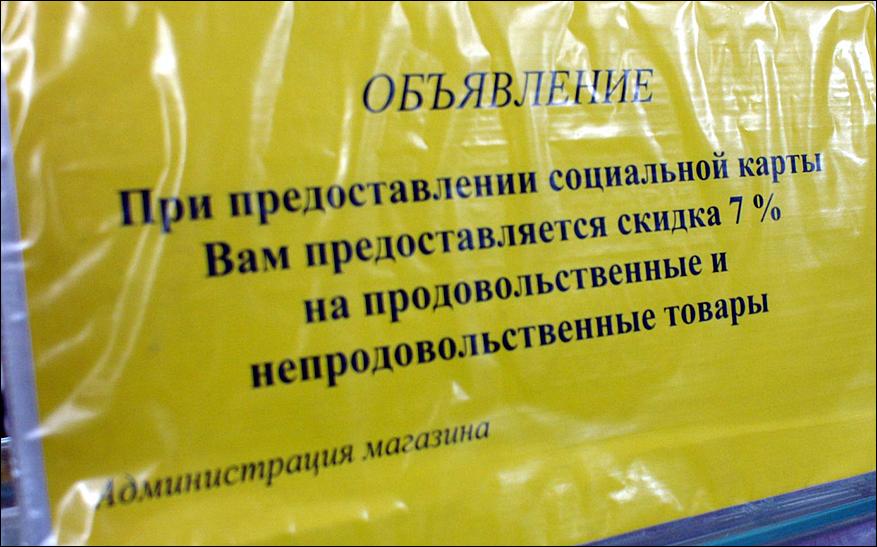 ОБЪЯВЛЕНИЕ
При предоставлении социальной карты
Вам предоставляется скидка 7 %
на продовольственные и
непродовольственные товары
Администрация магазина